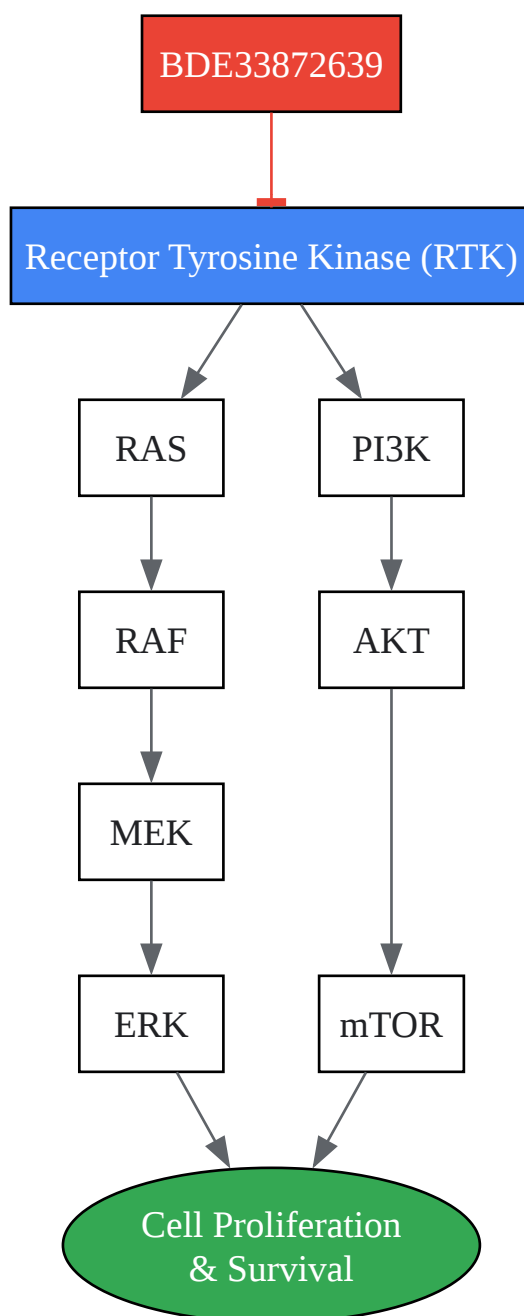 BDE33872639
Receptor Tyrosine Kinase (RTK)
RAS
PI3K
RAF
AKT
MEK
ERK
mTOR
Cell Proliferation
& Survival